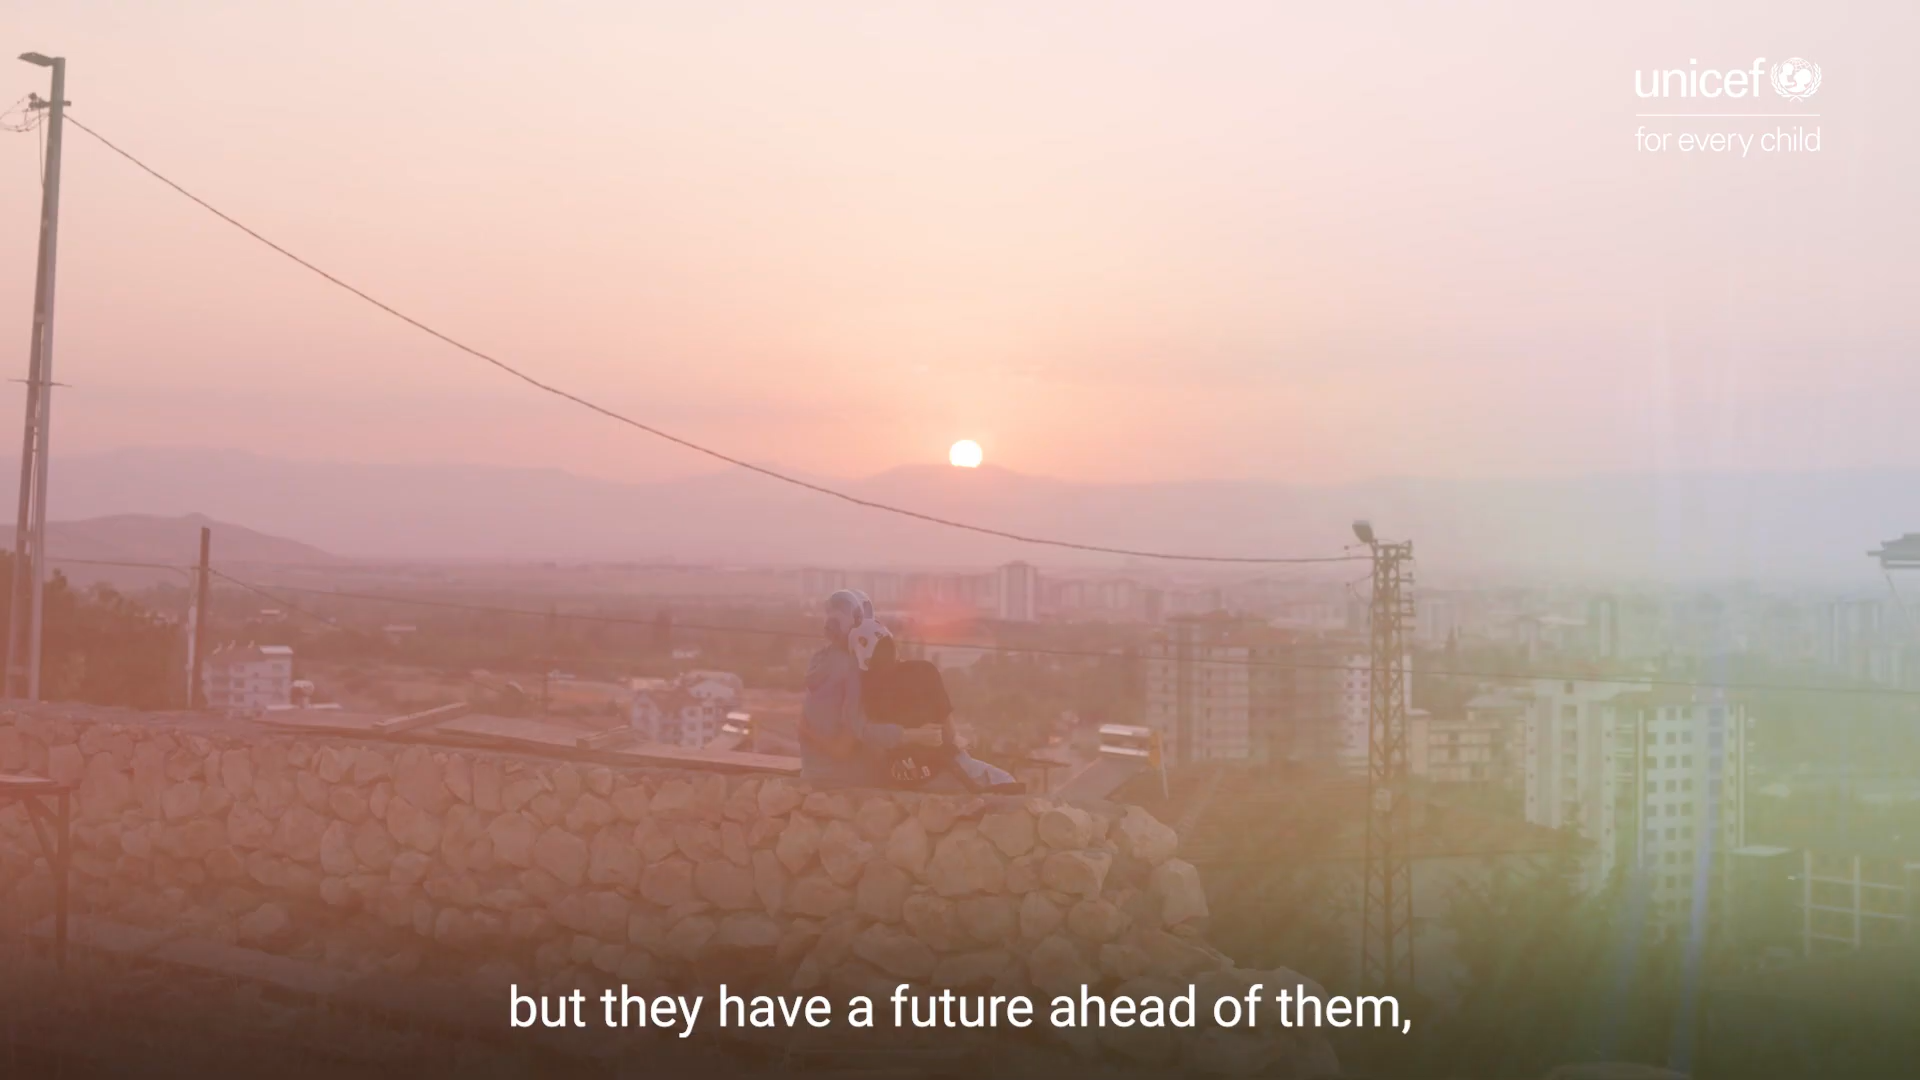 unicef
for every child
but they have a future ahead of them,